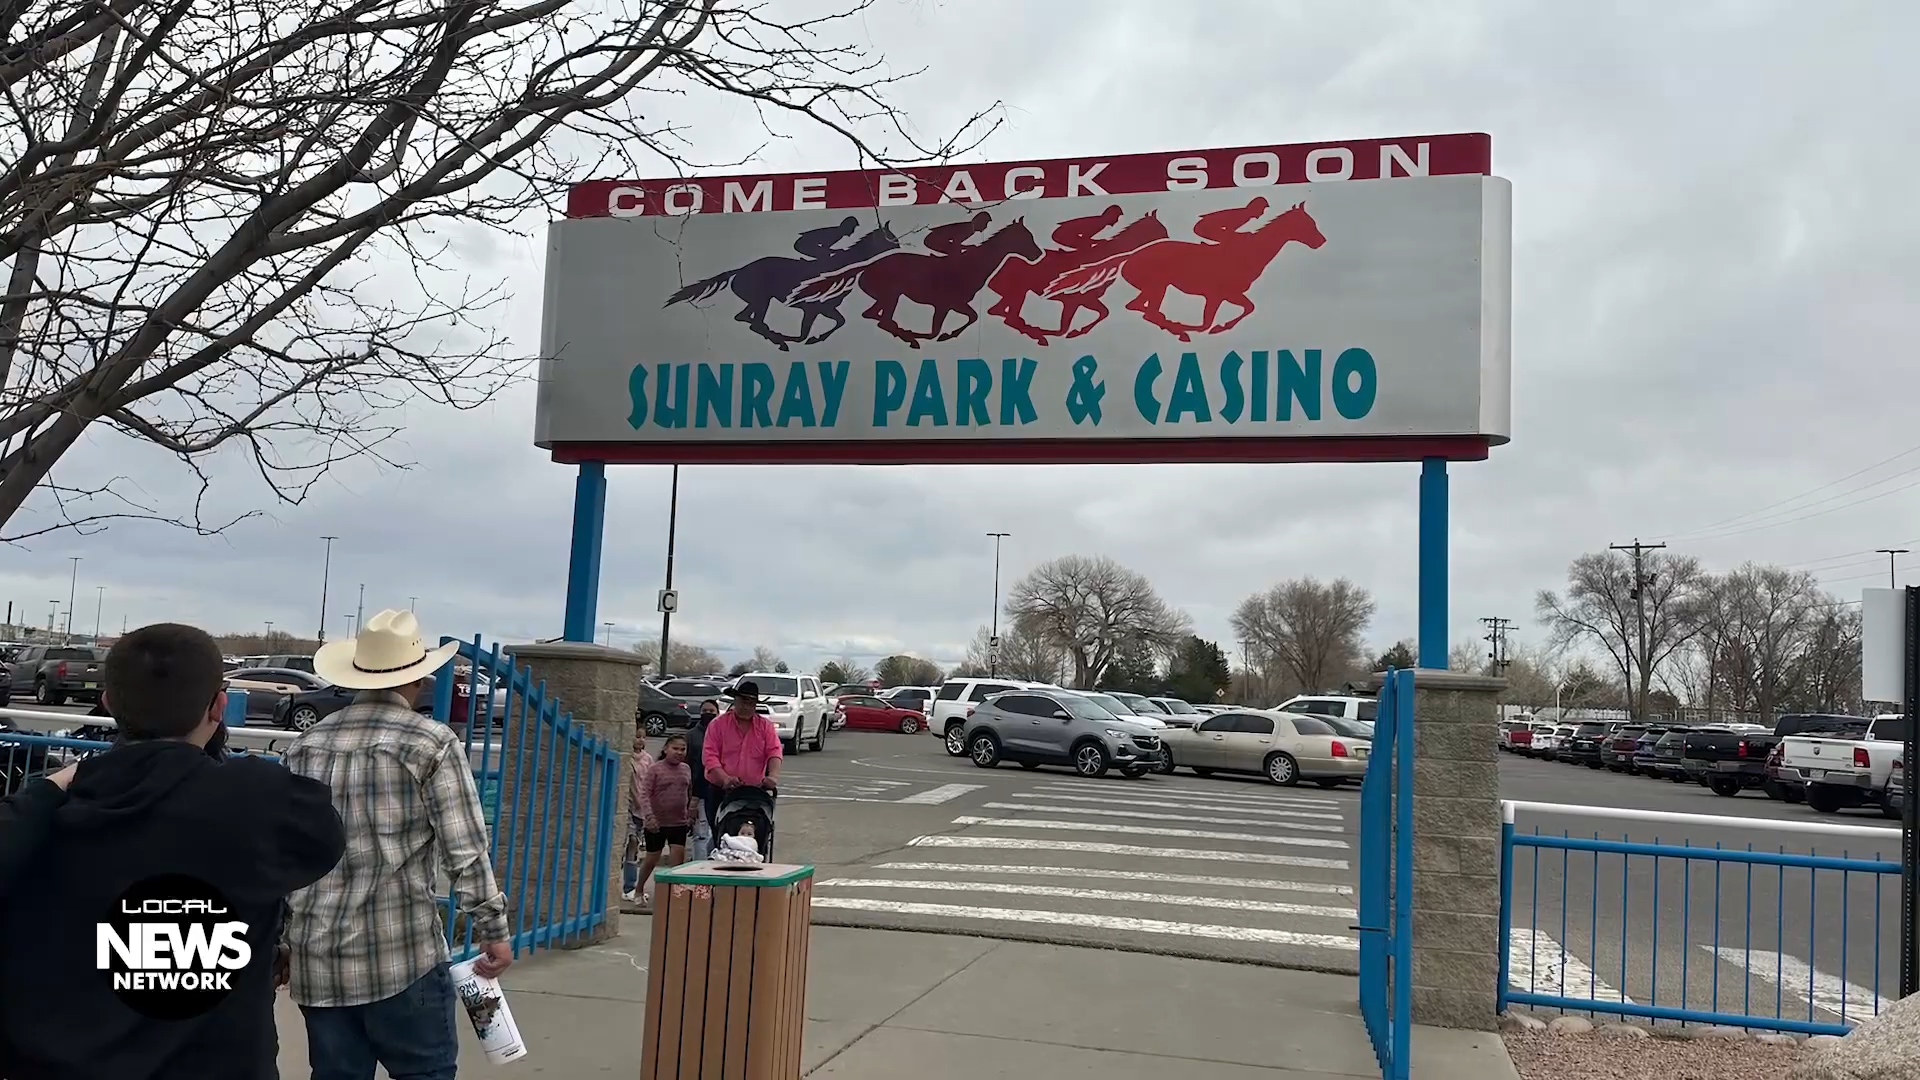 COME BACK SOON
SUNRAY PARK & CASINO
C
LOCAL
NEWS
NETWORK